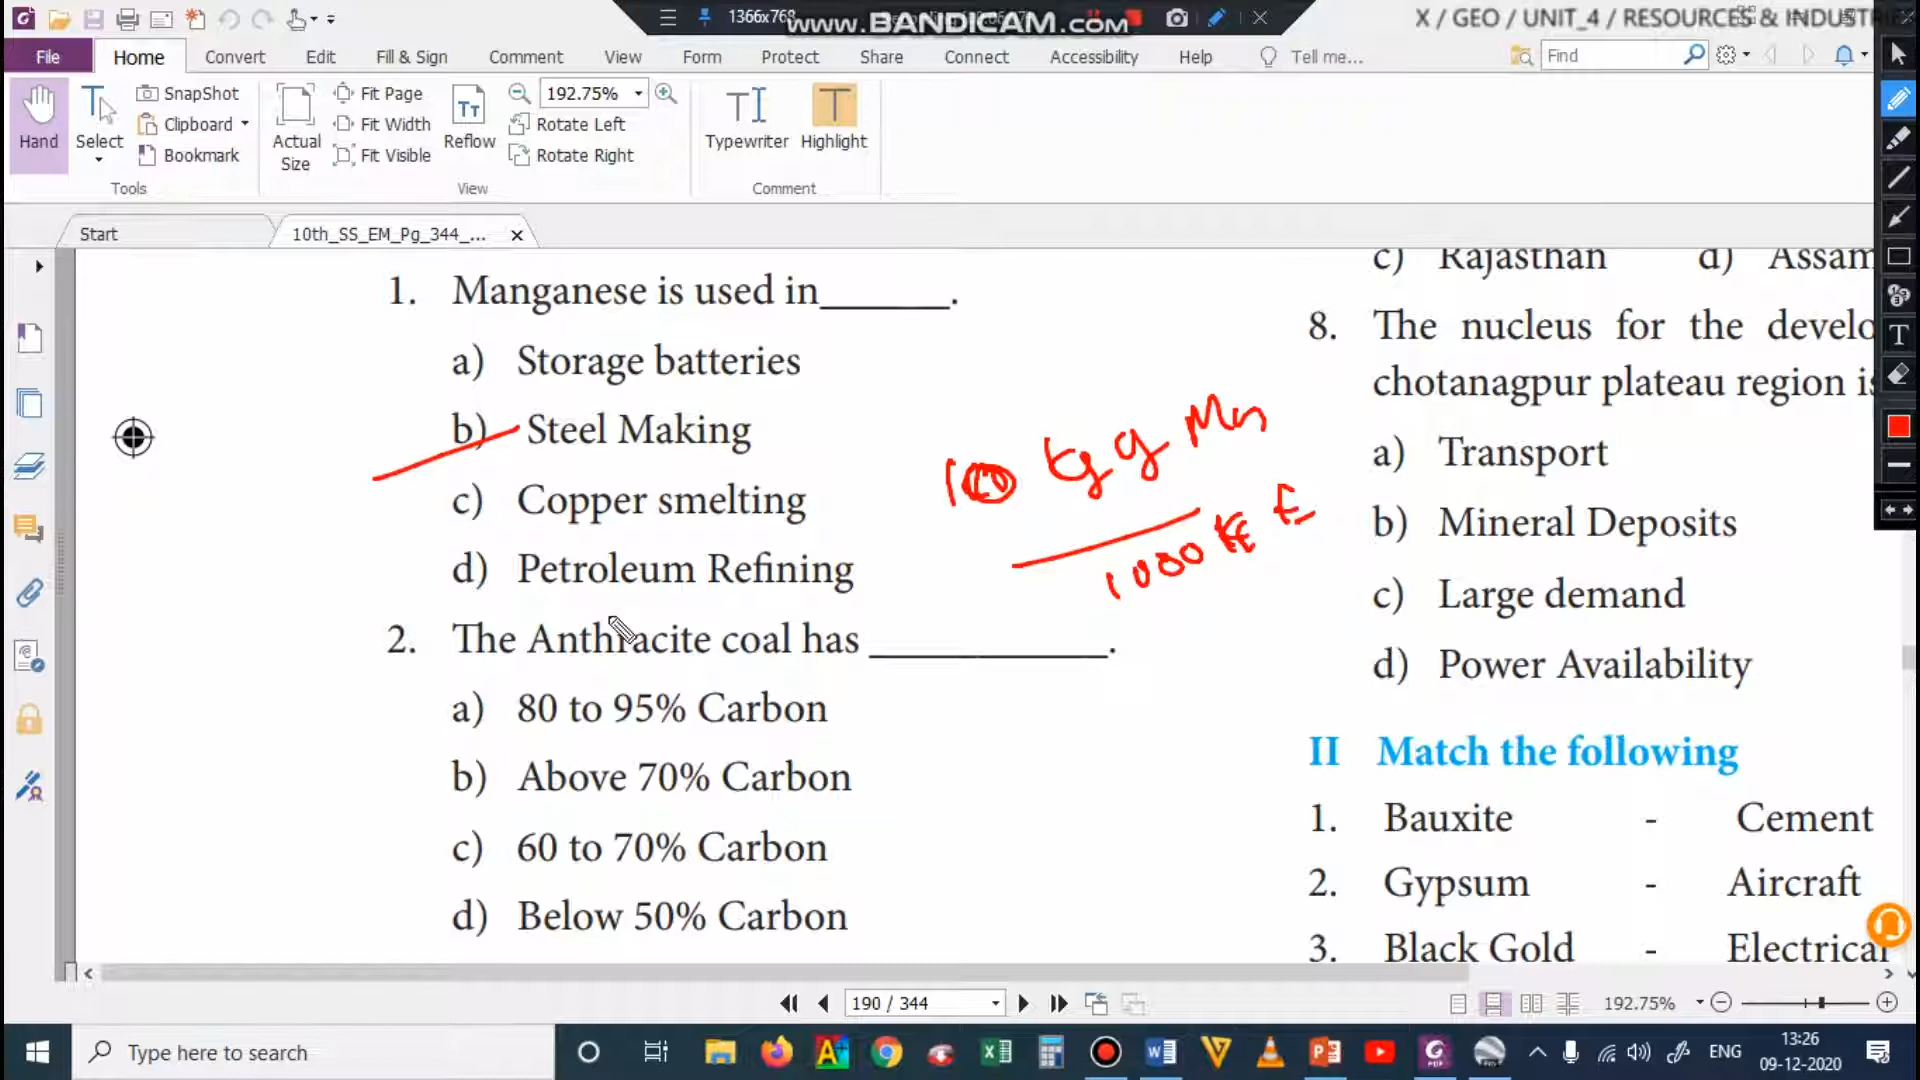 1366x768
www.BANDICAM.com
X / GEO / UNIT_4 / RESOURCES & INDUSTRIES
File Home Convert Edit Fill & Sign Comment View Form Protect Share Connect Accessibility Help Tell me... Find
Hand
Select
SnapShot
Clipboard
Bookmark
Tools
Actual Size
Fit Page
Fit Width
Fit Visible
Reflow
192.75%
Rotate Left
Rotate Right
View
Typewriter
Highlight
Comment
Start
10th_SS_EM_Pg_344_...
1. Manganese is used in_______.
a) Storage batteries
b) Steel Making
c) Copper smelting
d) Petroleum Refining
2. The Anthracite coal has ____________.
a) 80 to 95% Carbon
b) Above 70% Carbon
c) 60 to 70% Carbon
d) Below 50% Carbon
Mn
1000
c) Rajasthan d) Assam
8. The nucleus for the develo
chotanagpur plateau region is
a) Transport
b) Mineral Deposits
c) Large demand
d) Power Availability
II Match the following
1. Bauxite - Cement
2. Gypsum - Aircraft
3. Black Gold - Electrical
190 / 344
192.75%
Type here to search
ENG
13:26
09-12-2020